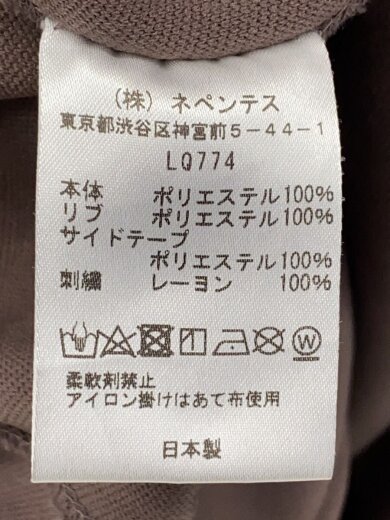 (株) ネペンテス
東京都渋谷区神宮前5-44-1
LQ774
本体 ポリエステル100%
リブ ポリエステル100%
サイドテープ
ポリエステル100%
刺繍 レーヨン 100%
W
柔軟剤禁止
アイロン掛けはあて布使用
日本製